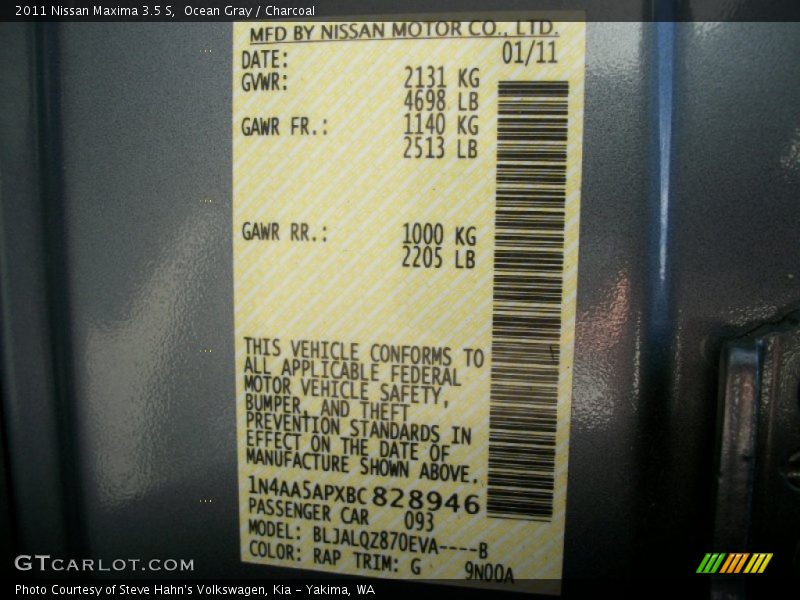 2011 Nissan Maxima 3.5 S,  Ocean Gray / Charcoal
MFD BY NISSAN MOTOR CO., LTD.
DATE: 01/11
GVWR: 2131 KG
4698 LB
GAWR FR.: 1140 KG
2513 LB
GAWR RR.: 1000 KG
2205 LB
THIS VEHICLE CONFORMS TO
ALL APPLICABLE FEDERAL
MOTOR VEHICLE SAFETY,
BUMPER, AND THEFT
PREVENTION STANDARDS IN
EFFECT ON THE DATE OF
MANUFACTURE SHOWN ABOVE.
1N4AA5APXBC828946
PASSENGER CAR 093
MODEL: BLJALQZ870EVA----B
COLOR: RAP TRIM: G 9N00A
GTCARLOT.COM
Photo Courtesy of Steve Hahn's Volkswagen, Kia - Yakima, WA